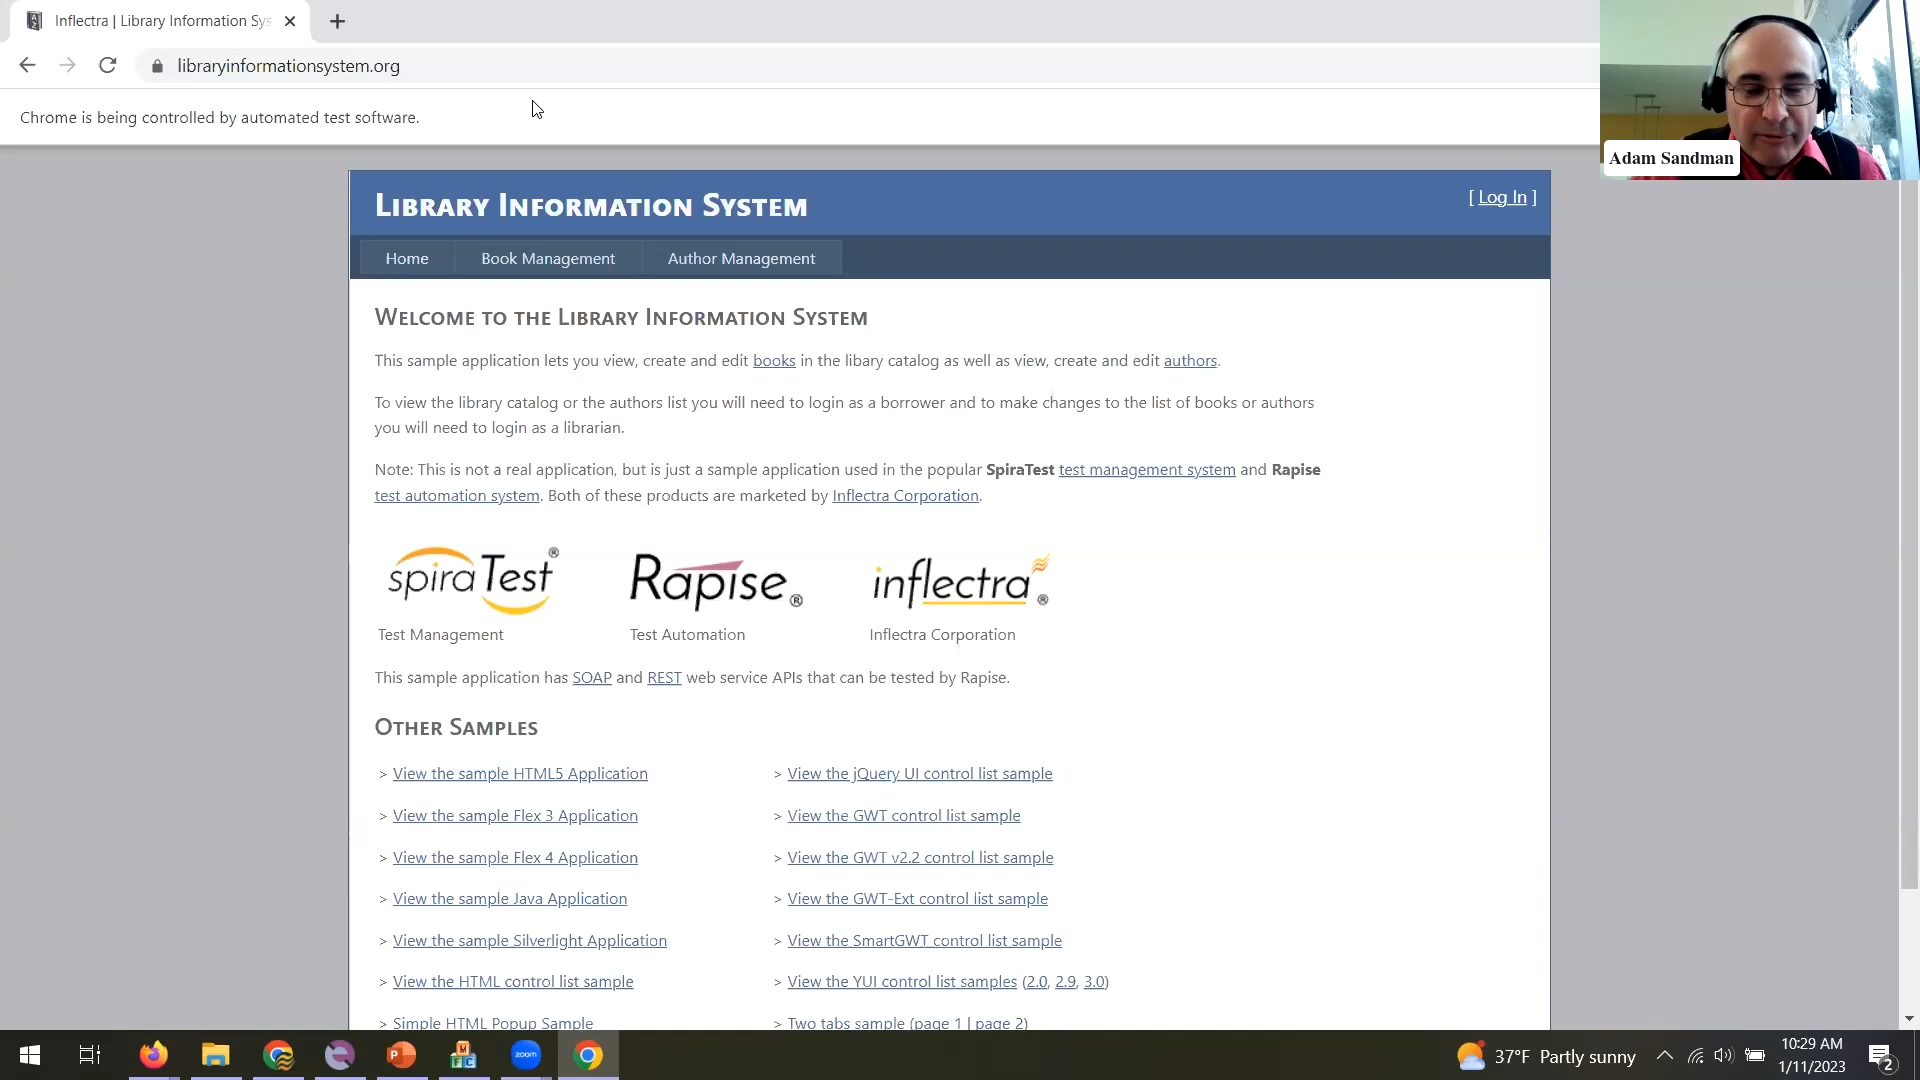 Inflectra | Library Information Sys
libraryinformationsystem.org
Chrome is being controlled by automated test software.
Adam Sandman
Library Information System
[ Log In ]
Home
Book Management
Author Management
Welcome to the Library Information System
This sample application lets you view, create and edit books in the libary catalog as well as view, create and edit authors.
To view the library catalog or the authors list you will need to login as a borrower and to make changes to the list of books or authors
you will need to login as a librarian.
Note: This is not a real application, but is just a sample application used in the popular SpiraTest test management system and Rapise
test automation system. Both of these products are marketed by Inflectra Corporation.
spiraTest®
Rapise®
inflectra®
Test Management
Test Automation
Inflectra Corporation
This sample application has SOAP and REST web service APIs that can be tested by Rapise.
Other Samples
> View the sample HTML5 Application
> View the jQuery UI control list sample
> View the sample Flex 3 Application
> View the GWT control list sample
> View the sample Flex 4 Application
> View the GWT v2.2 control list sample
> View the sample Java Application
> View the GWT-Ext control list sample
> View the sample Silverlight Application
> View the SmartGWT control list sample
> View the HTML control list sample
> View the YUI control list samples (2.0, 2.9, 3.0)
> Simple HTML Popup Sample
> Two tabs sample (page 1 | page 2)
zoom
37°F Partly sunny
10:29 AM
1/11/2023
2